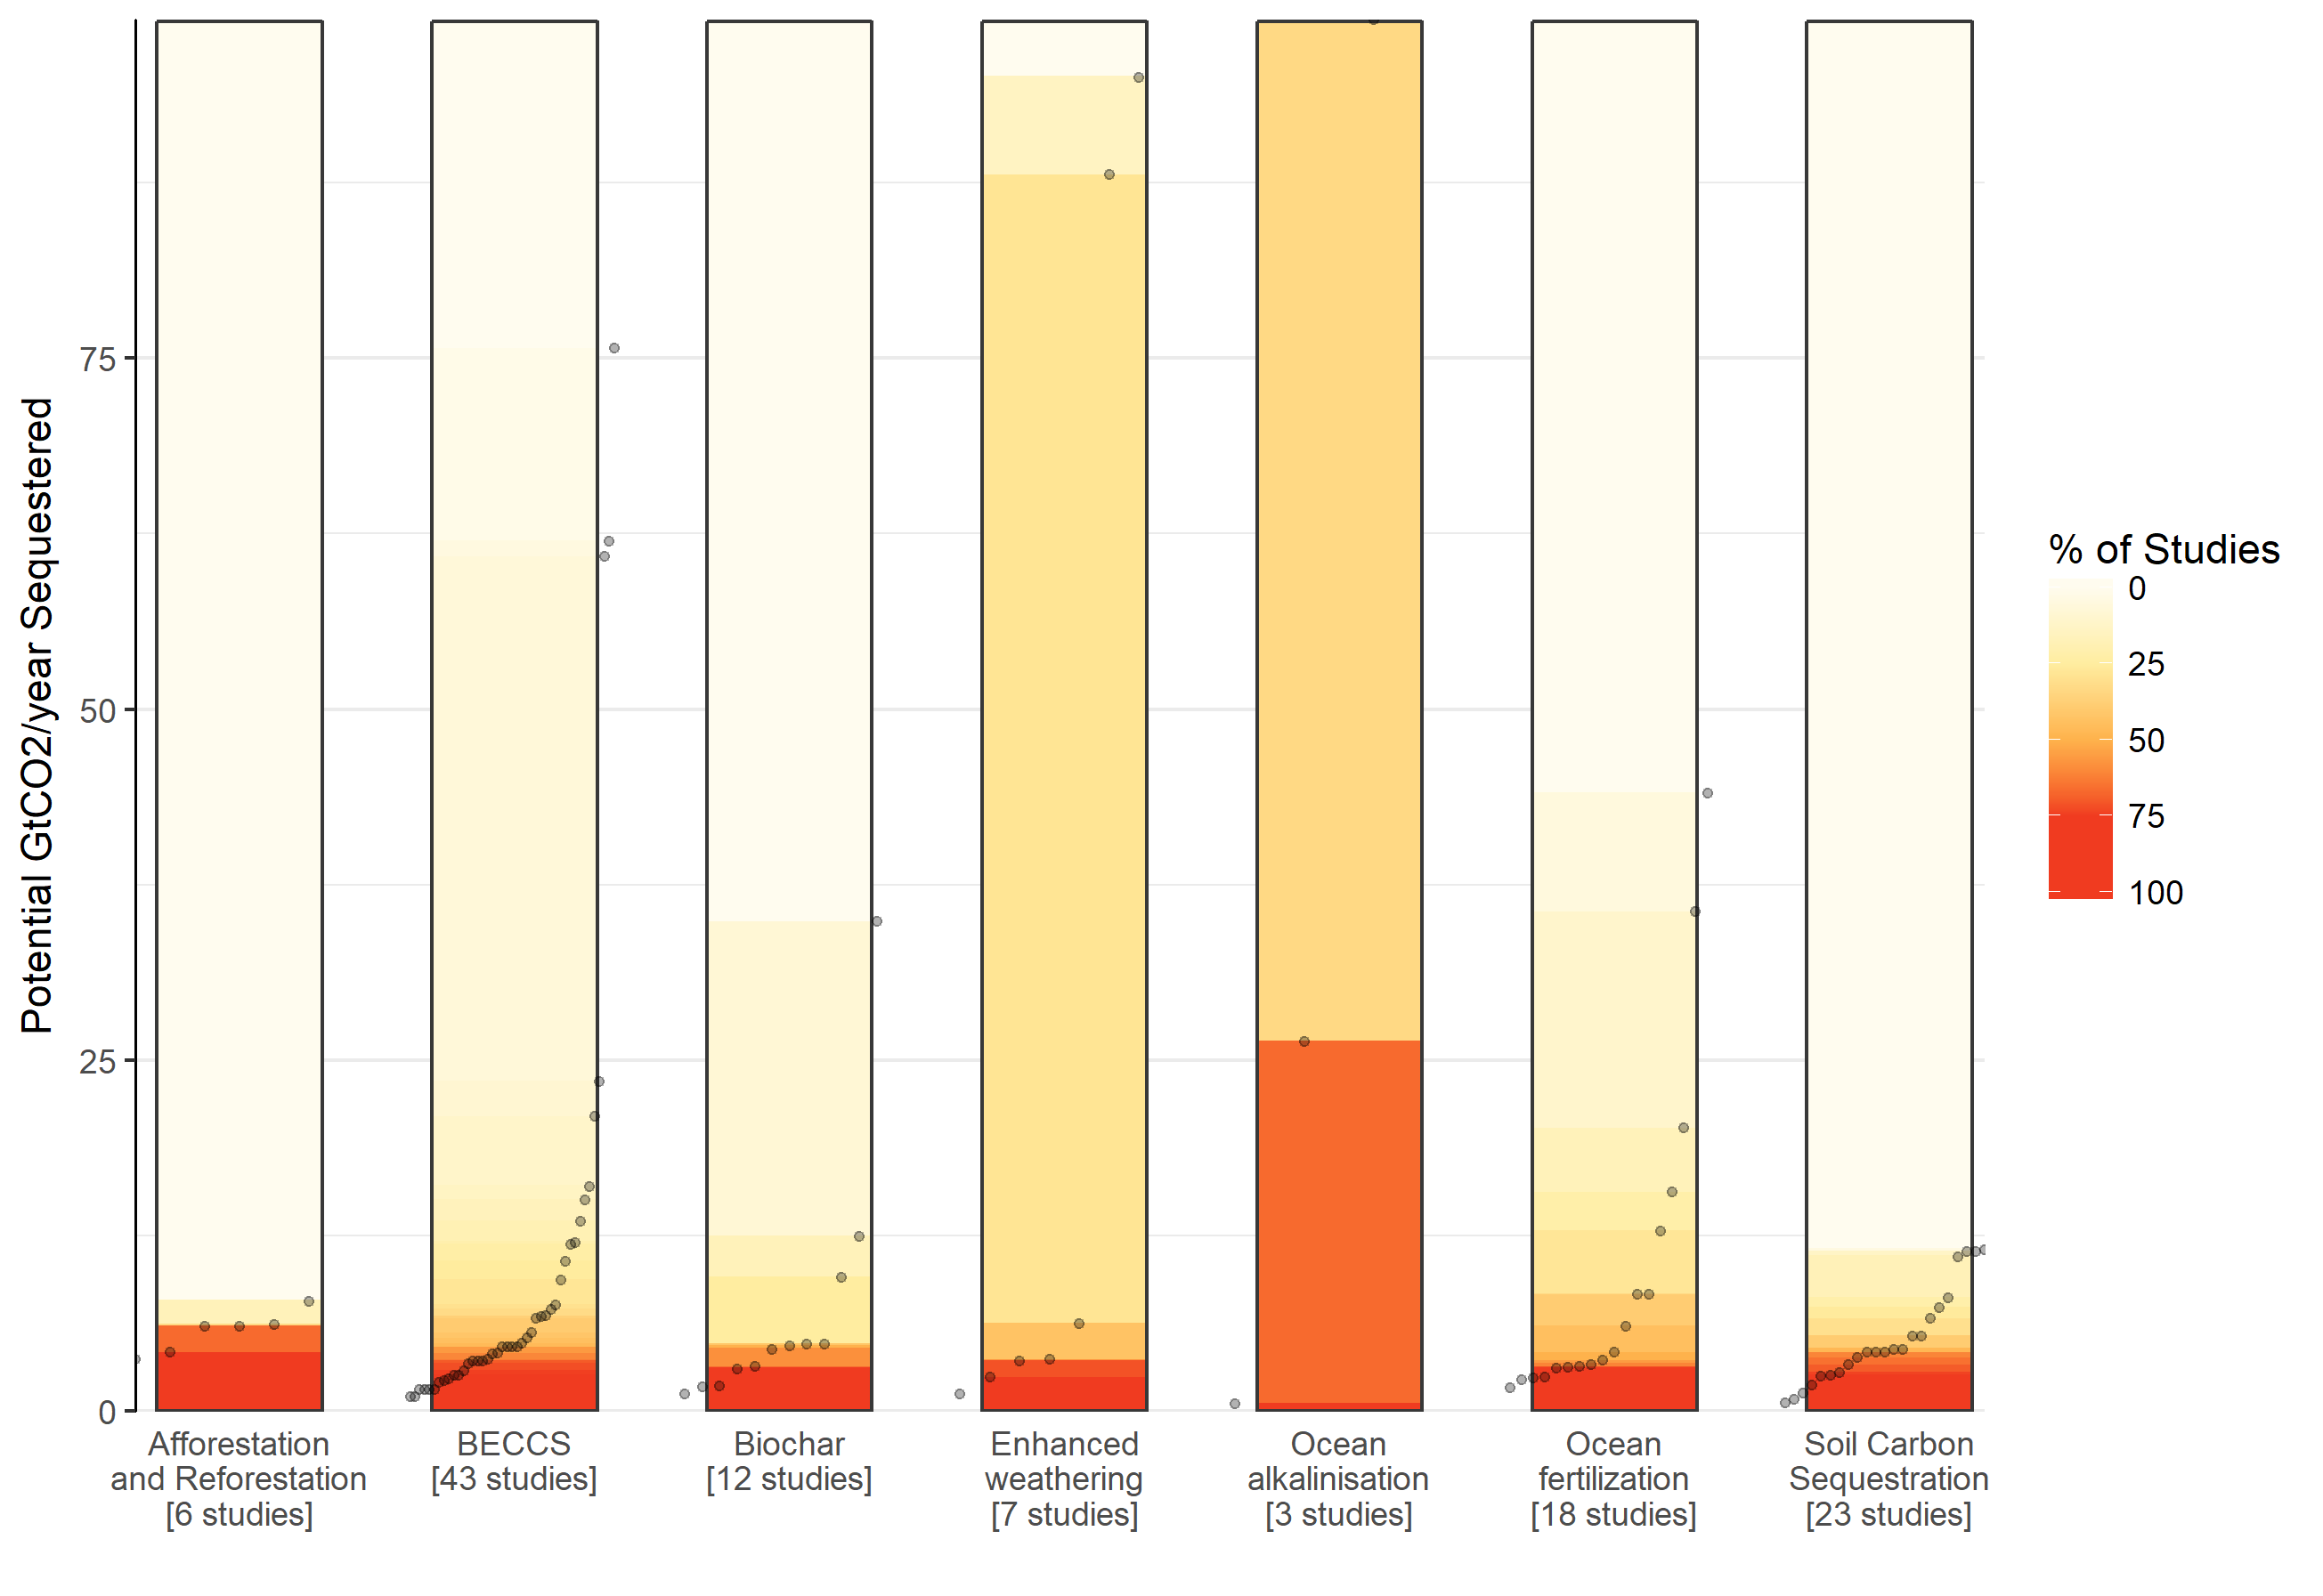 Potential GtCO2/year Sequestered
75
50
25
0
Afforestation
and Reforestation
[6 studies]
BECCS
[43 studies]
Biochar
[12 studies]
Enhanced
weathering
[7 studies]
Ocean
alkalinisation
[3 studies]
Ocean
fertilization
[18 studies]
Soil Carbon
Sequestration
[23 studies]
% of Studies
0
25
50
75
100